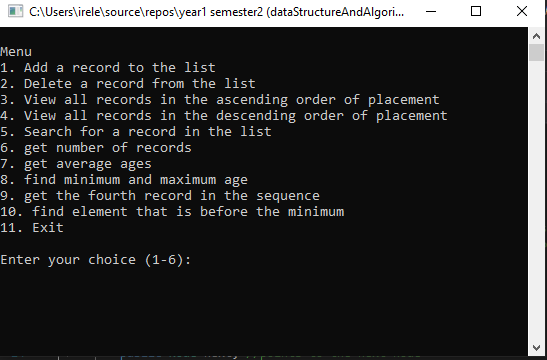 C:\Users\irele\source\repos\year1 semester2 (dataStructureAndAlgori...
Menu
1. Add a record to the list
2. Delete a record from the list
3. View all records in the ascending order of placement
4. View all records in the descending order of placement
5. Search for a record in the list
6. get number of records
7. get average ages
8. find minimum and maximum age
9. get the fourth record in the sequence
10. find element that is before the minimum
11. Exit
Enter your choice (1-6):